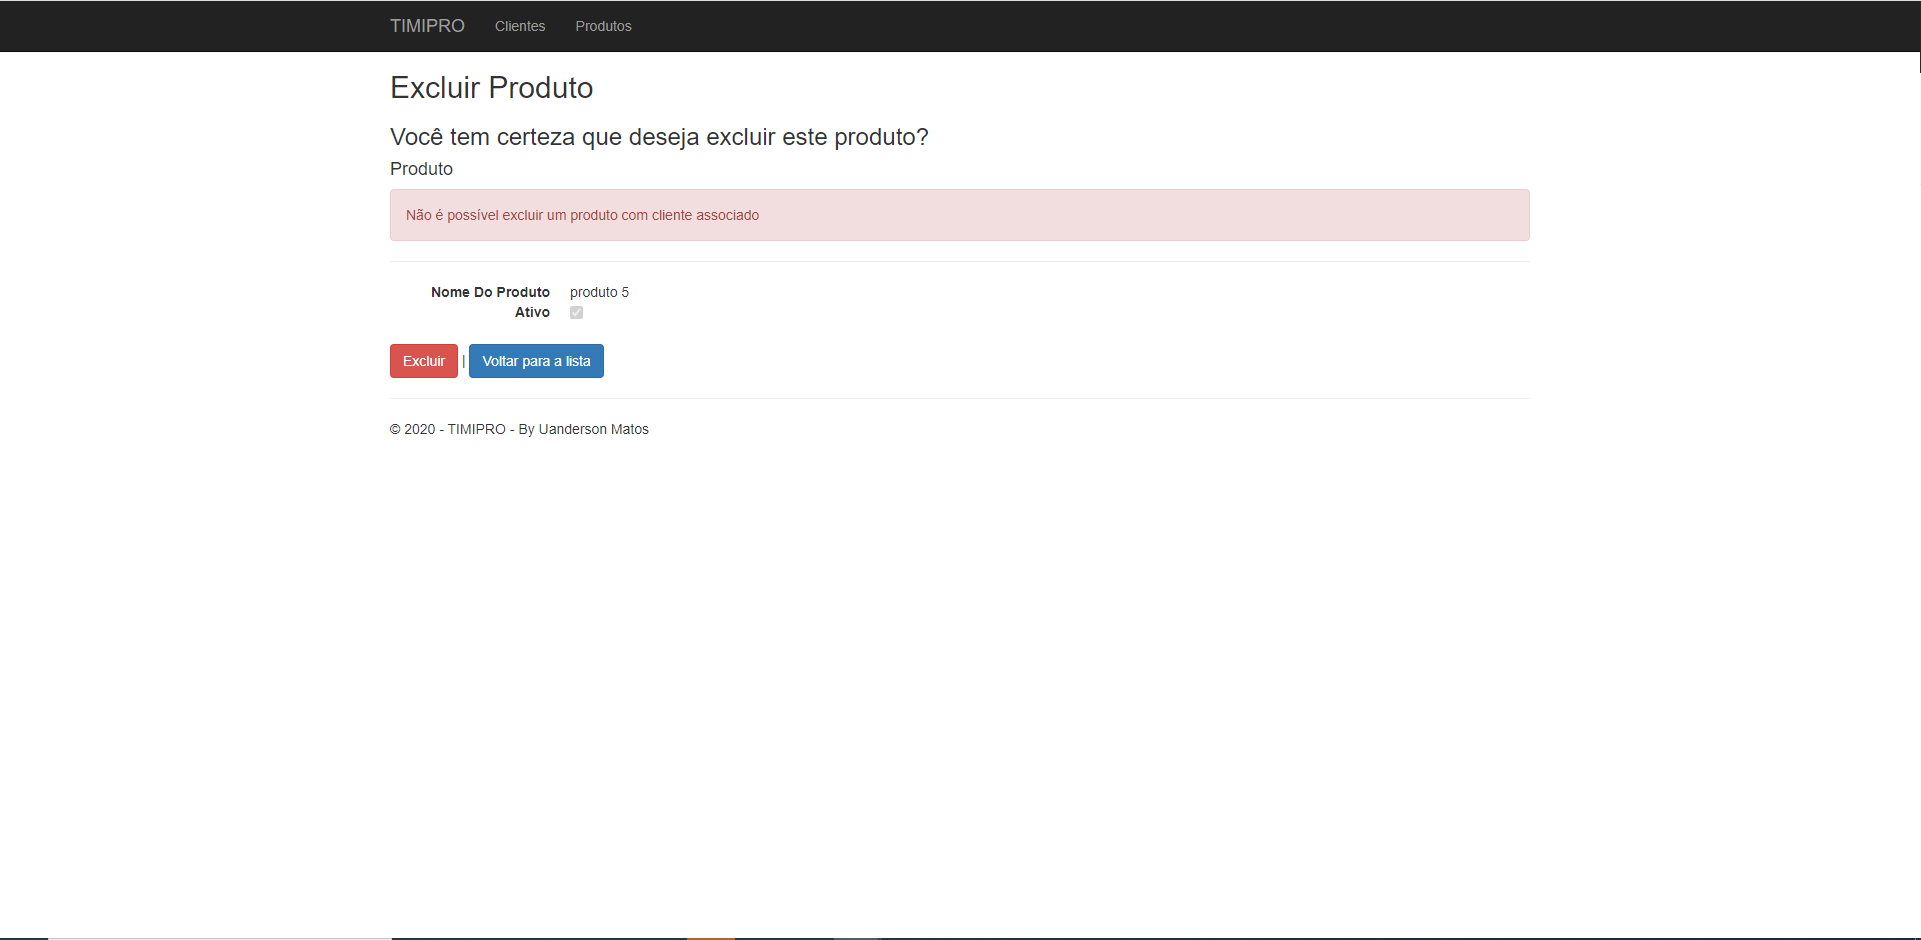 TIMIPRO Clientes Produtos
Excluir Produto
Você tem certeza que deseja excluir este produto?
Produto
Não é possível excluir um produto com cliente associado
Nome Do Produto produto 5
Ativo
Excluir | Voltar para a lista
© 2020 - TIMIPRO - By Uanderson Matos